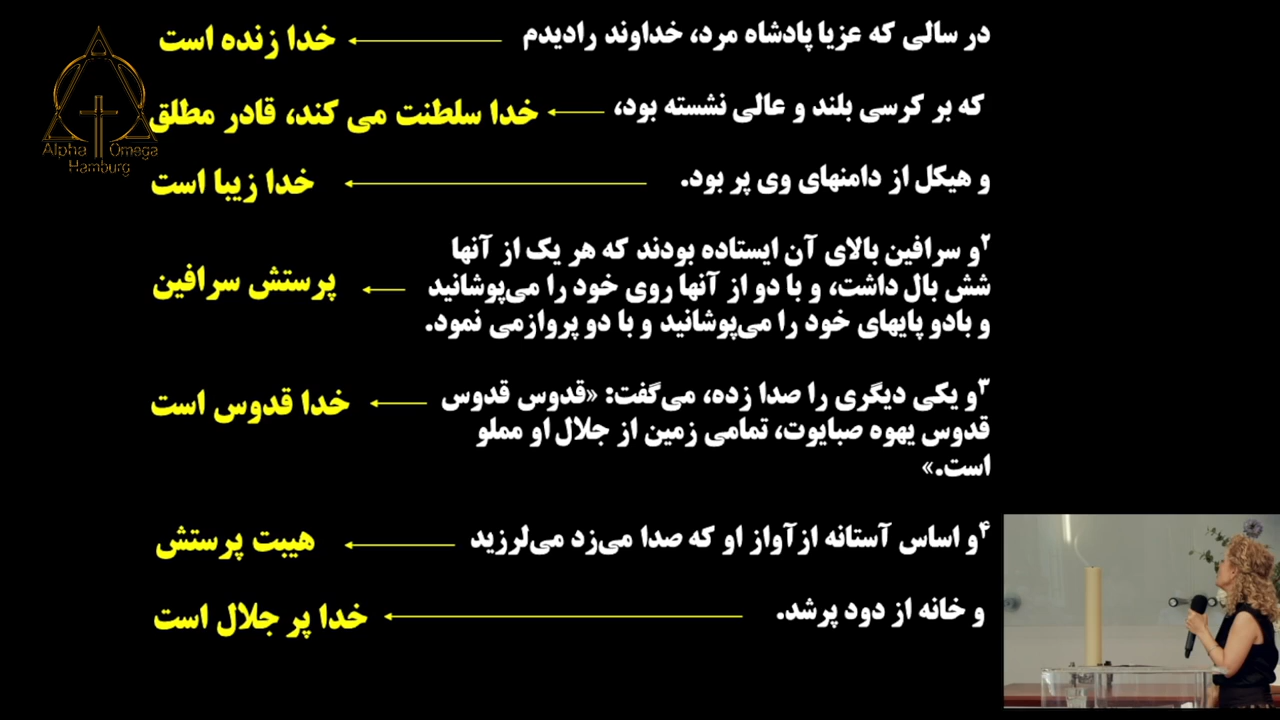 در سالی که عزیا پادشاه مرد، خداوند رادیدم
خدا زنده است
که بر کرسی بلند و عالی نشسته بود،
خدا سلطنت می کند، قادر مطلق
و هیکل از دامنهای وی پر بود.
خدا زیبا است
۲و سرافین بالای آن ایستاده بودند که هر یک از آنها
شش بال داشت، و با دو از آنها روی خود را می‌پوشانید
و بادو پایهای خود را می‌پوشانید و با دو پروازمی نمود.
پرستش سرافین
۳و یکی دیگری را صدا زده، می‌گفت: «قدوس قدوس
قدوس یهوه صبایوت، تمامی زمین از جلال او مملو
است.»
خدا قدوس است
۴و اساس آستانه ازآواز او که صدا می‌زد می‌لرزید
هیبت پرستش
و خانه از دود پرشد.
خدا پر جلال است
Alpha Omega
Hamburg